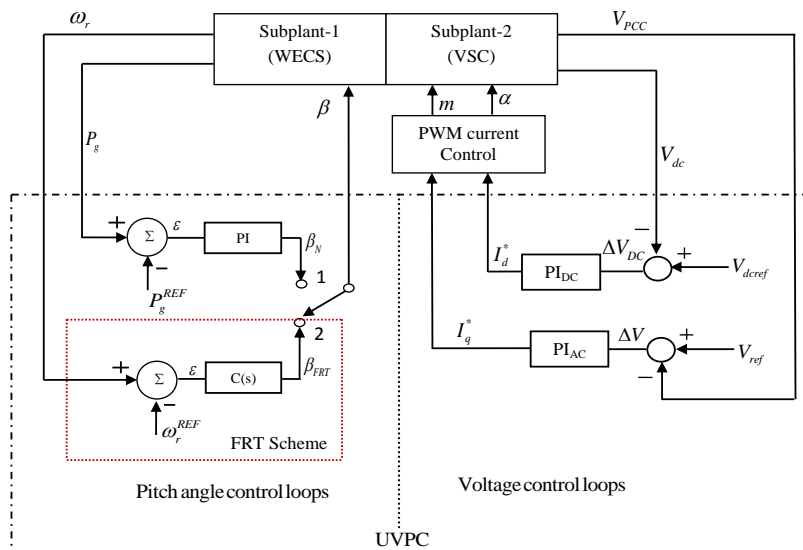 ω_r
Subplant-1
(WECS)
Subplant-2
(VSC)
V_PCC
β
m
α
P_g
PWM current
Control
V_dc
+
Σ
ε
PI
β_N
−
1
P_g^REF
2
I_d^*
PI_DC
ΔV_DC
−
+
V_dcref
I_q^*
PI_AC
ΔV
+
V_ref
−
+
Σ
ε
C(s)
β_FRT
−
ω_r^REF
FRT Scheme
Pitch angle control loops
Voltage control loops
UVPC